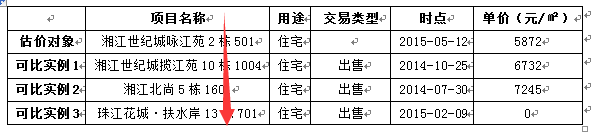 项目名称 用途 交易类型 时点 单价（元/㎡）
估价对象 湘江世纪城咏江苑 2 栋 501 住宅 2015-05-12 5872
可比实例 1 湘江世纪城揽江苑 10 栋 1004 住宅 出售 2014-10-25 6732
可比实例 2 湘江北尚 5 栋 160 住宅 出售 2014-07-30 7245
可比实例 3 珠江花城·扶水岸 13 701 住宅 出售 2015-02-09 0